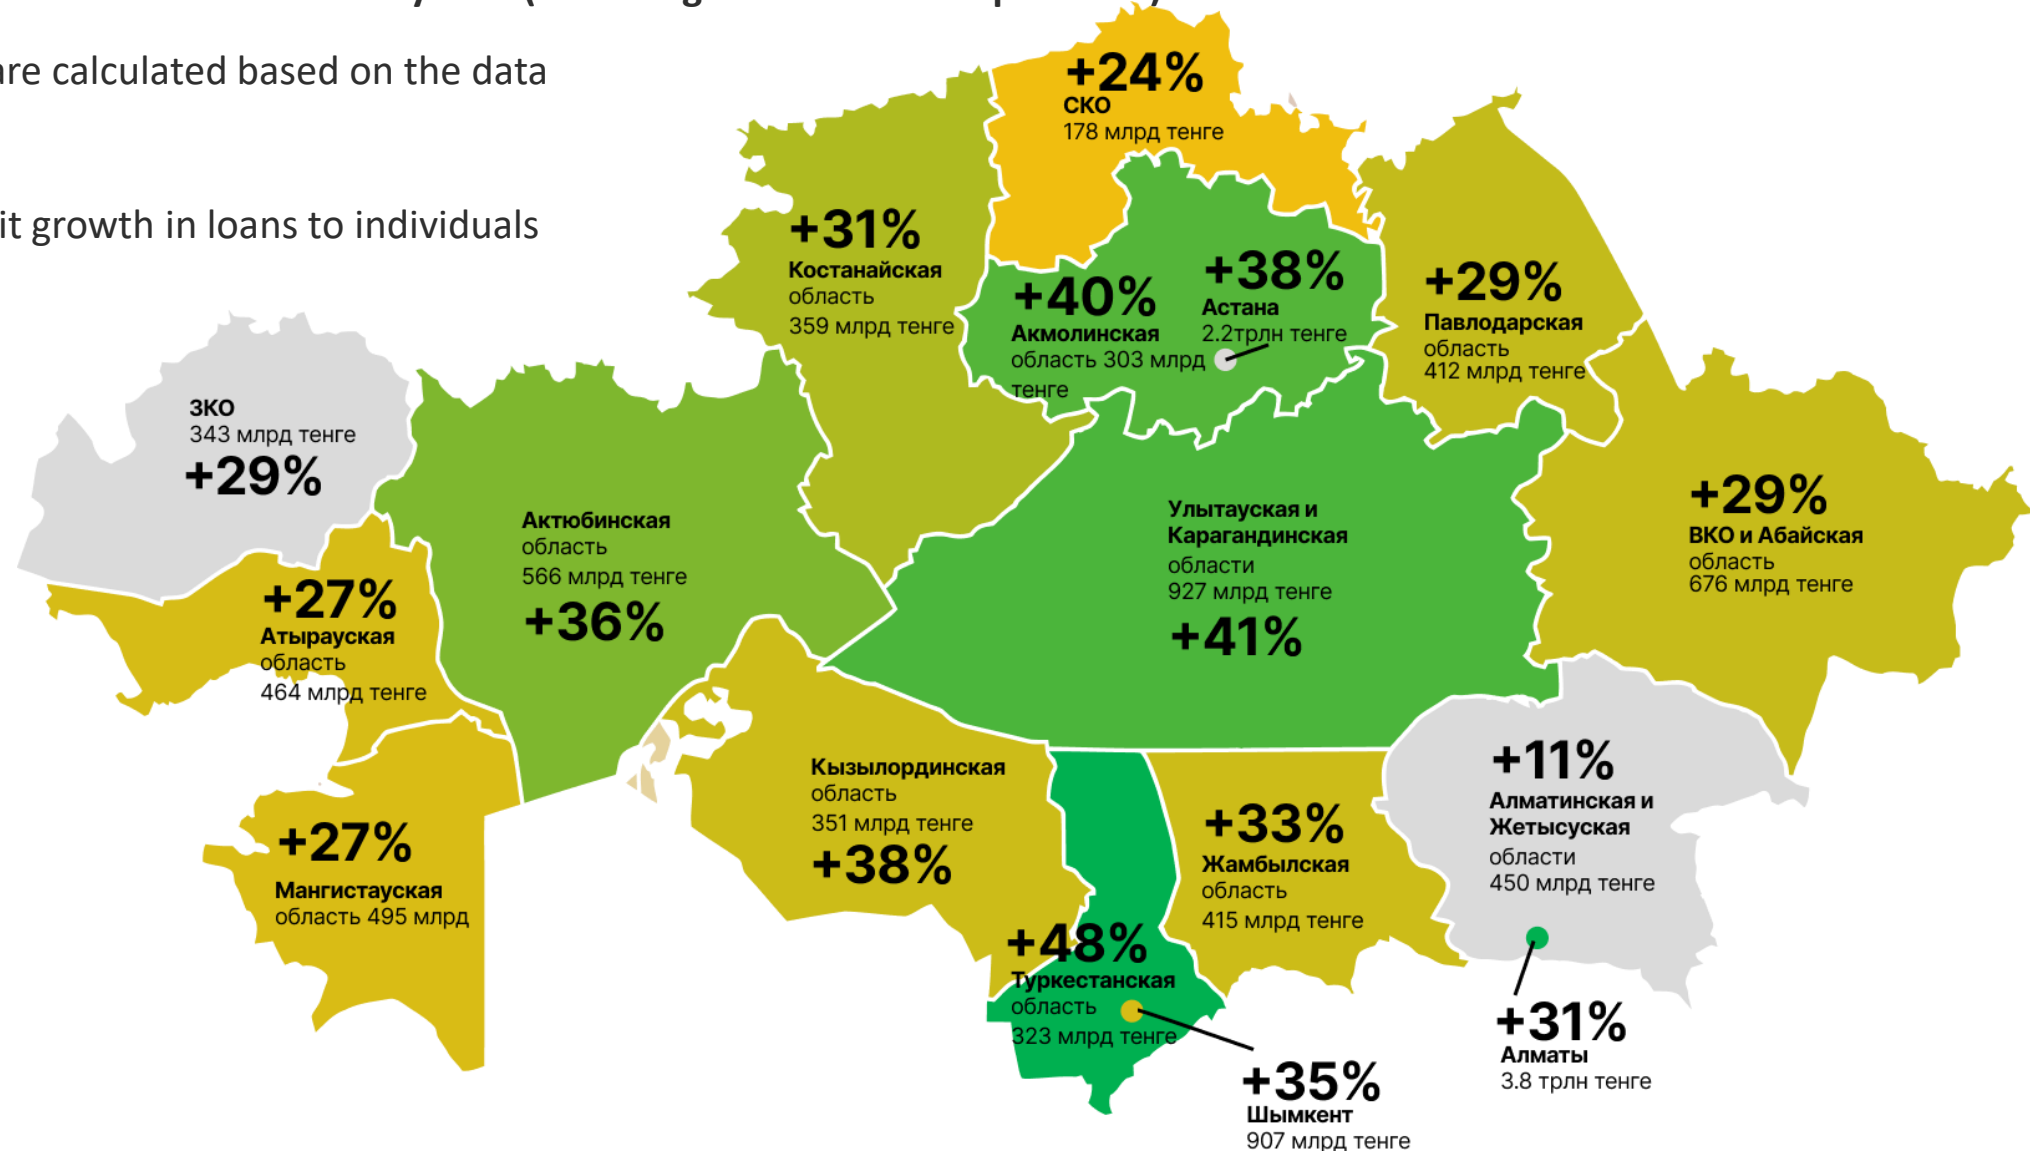 are calculated based on the data
it growth in loans to individuals
+24%
СКО
178 млрд тенге
+31%
Костанайская
область
359 млрд тенге
+40%
Акмолинская
область 303 млрд
тенге
+38%
Астана
2.2трлн тенге
+29%
Павлодарская
область
412 млрд тенге
ЗКО
343 млрд тенге
+29%
Актюбинская
область
566 млрд тенге
+36%
Улытауская и
Карагандинская
области
927 млрд тенге
+41%
+29%
ВКО и Абайская
область
676 млрд тенге
+27%
Атырауская
область
464 млрд тенге
+27%
Мангистауская
область 495 млрд
Кызылординская
область
351 млрд тенге
+38%
+48%
Туркестанская
область
323 млрд тенге
+33%
Жамбылская
область
415 млрд тенге
+11%
Алматинская и
Жетысуская
области
450 млрд тенге
+31%
Алматы
3.8 трлн тенге
+35%
Шымкент
907 млрд тенге